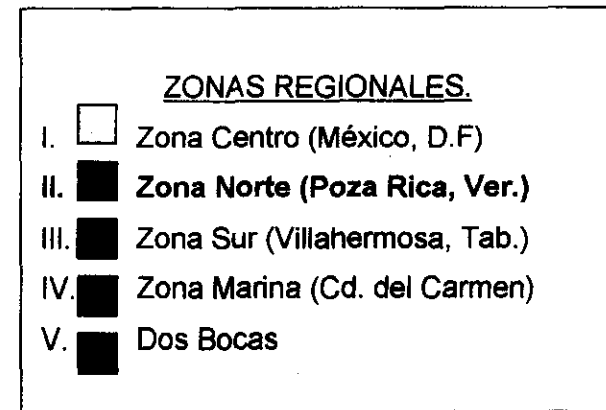 ZONAS REGIONALES.
I. Zona Centro (México, D.F)
II. Zona Norte (Poza Rica, Ver.)
III. Zona Sur (Villahermosa, Tab.)
IV. Zona Marina (Cd. del Carmen)
V. Dos Bocas